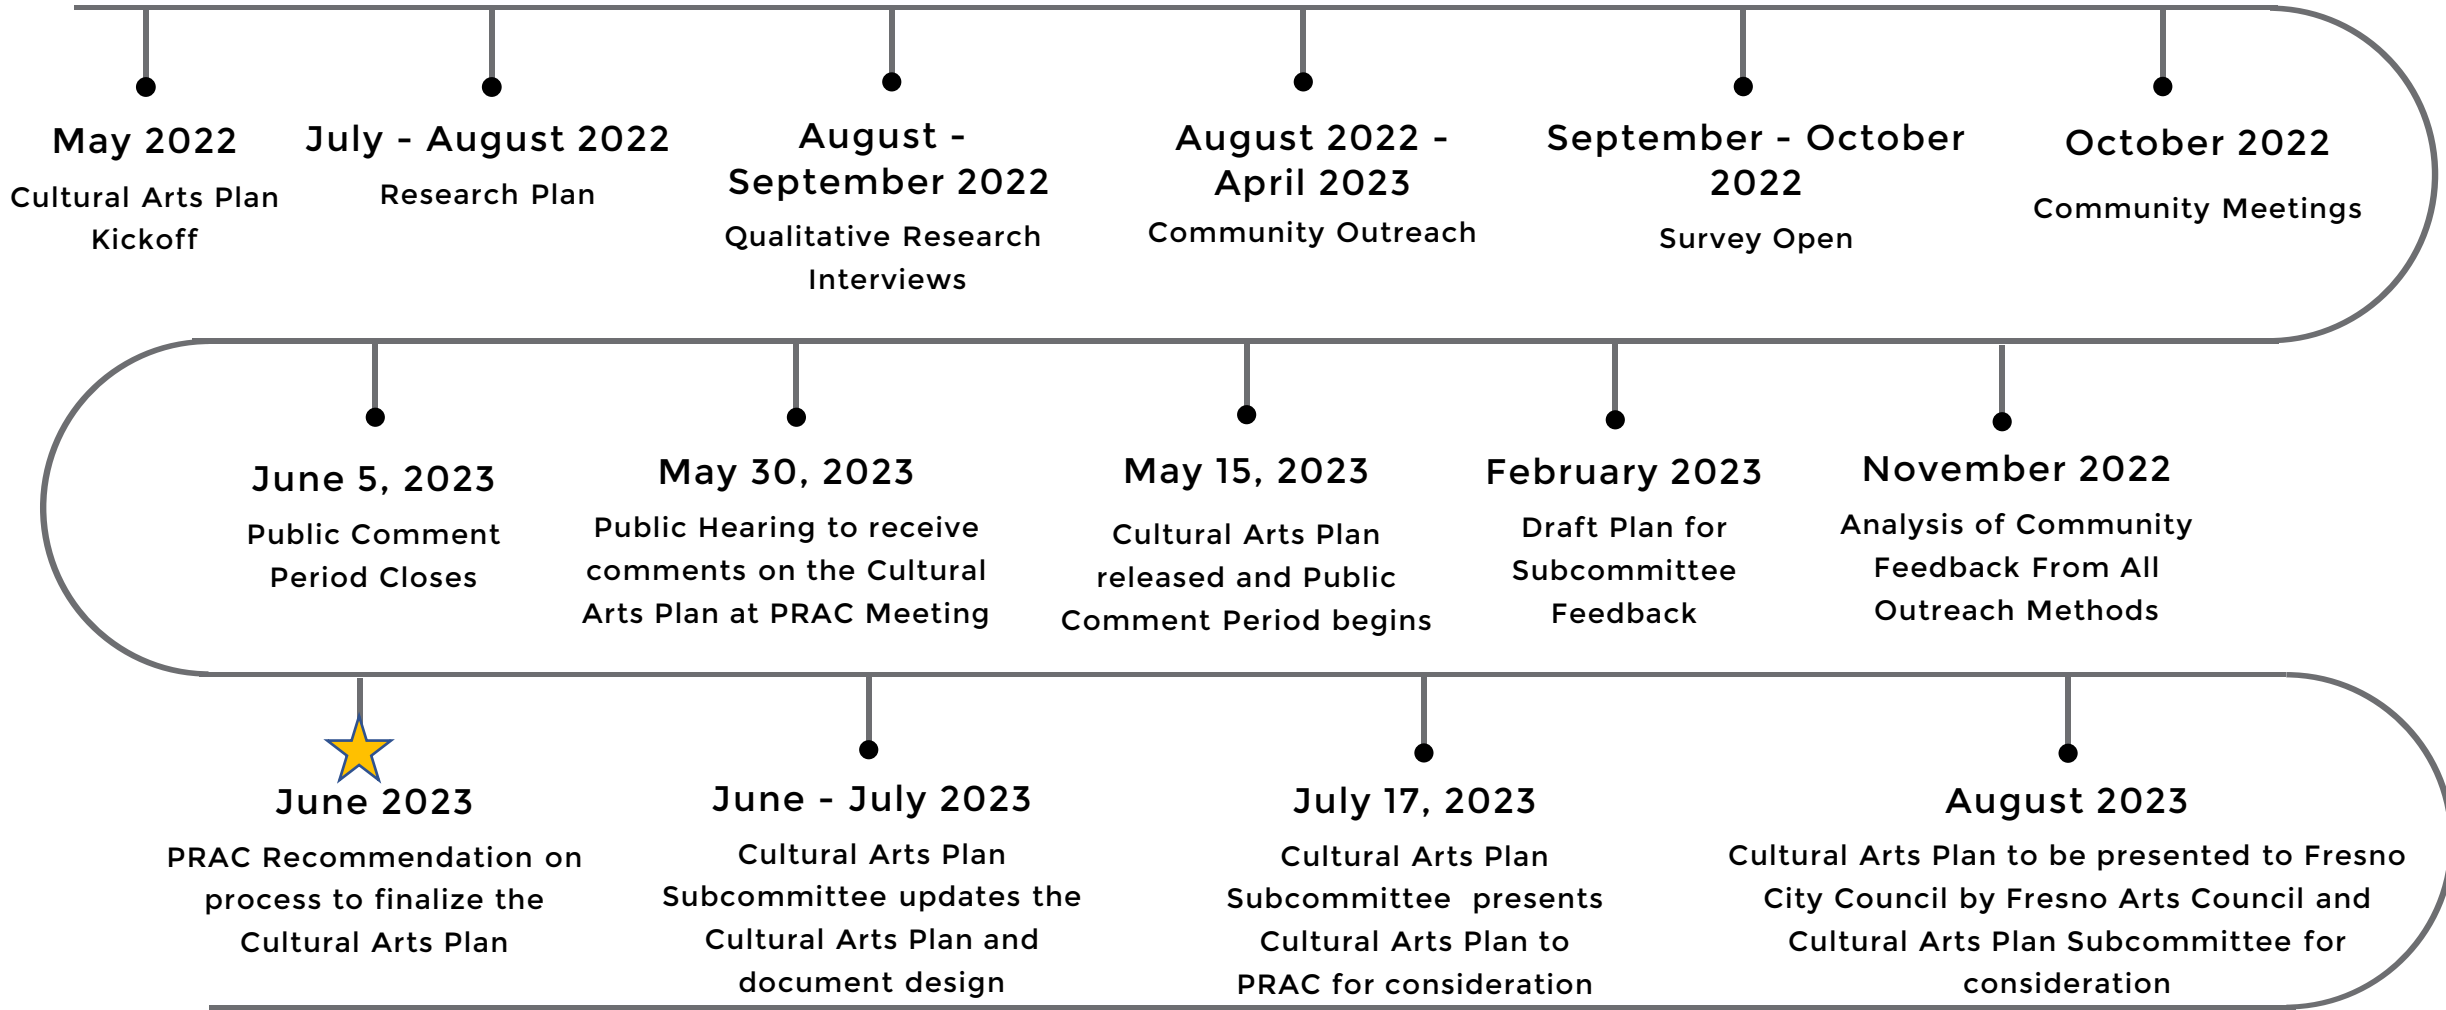 May 2022
Cultural Arts Plan
Kickoff
July - August 2022
Research Plan
August -
September 2022
Qualitative Research
Interviews
August 2022 -
April 2023
Community Outreach
September - October
2022
Survey Open
October 2022
Community Meetings
November 2022
Analysis of Community
Feedback From All
Outreach Methods
February 2023
Draft Plan for
Subcommittee
Feedback
May 15, 2023
Cultural Arts Plan
released and Public
Comment Period begins
May 30, 2023
Public Hearing to receive
comments on the Cultural
Arts Plan at PRAC Meeting
June 5, 2023
Public Comment
Period Closes
June 2023
PRAC Recommendation on
process to finalize the
Cultural Arts Plan
June - July 2023
Cultural Arts Plan
Subcommittee updates the
Cultural Arts Plan and
document design
July 17, 2023
Cultural Arts Plan
Subcommittee presents
Cultural Arts Plan to
PRAC for consideration
August 2023
Cultural Arts Plan to be presented to Fresno
City Council by Fresno Arts Council and
Cultural Arts Plan Subcommittee for
consideration